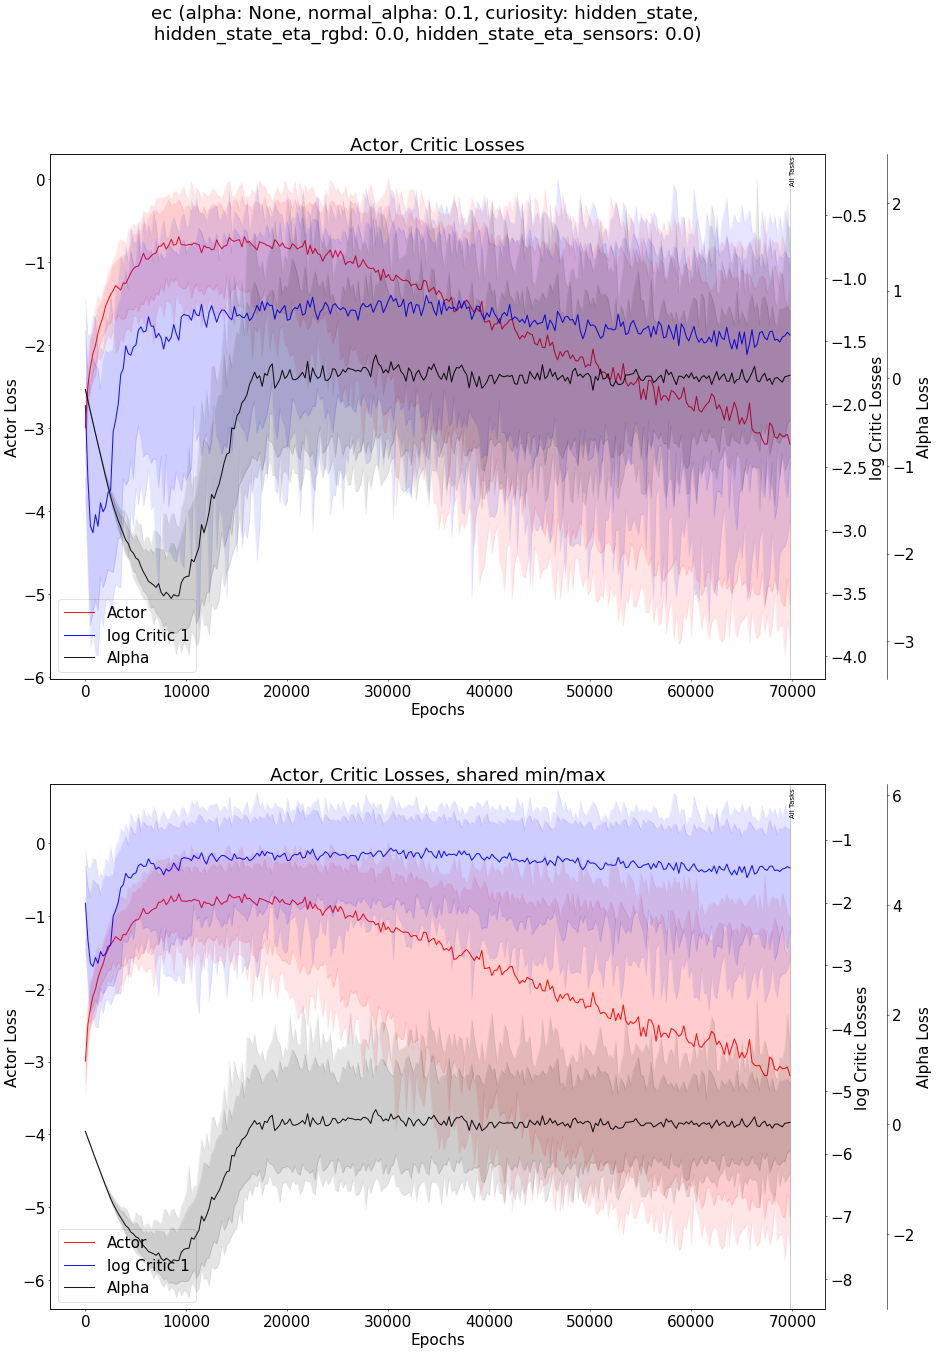 ec (alpha: None, normal_alpha: 0.1, curiosity: hidden_state,
hidden_state_eta_rgbd: 0.0, hidden_state_eta_sensors: 0.0)
Actor, Critic Losses
All Tasks
0
−1
−2
−3
−4
−5
−6
Actor Loss
−0.5
−1.0
−1.5
−2.0
−2.5
−3.0
−3.5
−4.0
log Critic Losses
2
1
0
−1
−2
−3
Alpha Loss
Actor
log Critic 1
Alpha
0 10000 20000 30000 40000 50000 60000 70000
Epochs
Actor, Critic Losses, shared min/max
All Tasks
0
−1
−2
−3
−4
−5
−6
Actor Loss
−1
−2
−3
−4
−5
−6
−7
−8
log Critic Losses
6
4
2
0
−2
Alpha Loss
Actor
log Critic 1
Alpha
0 10000 20000 30000 40000 50000 60000 70000
Epochs